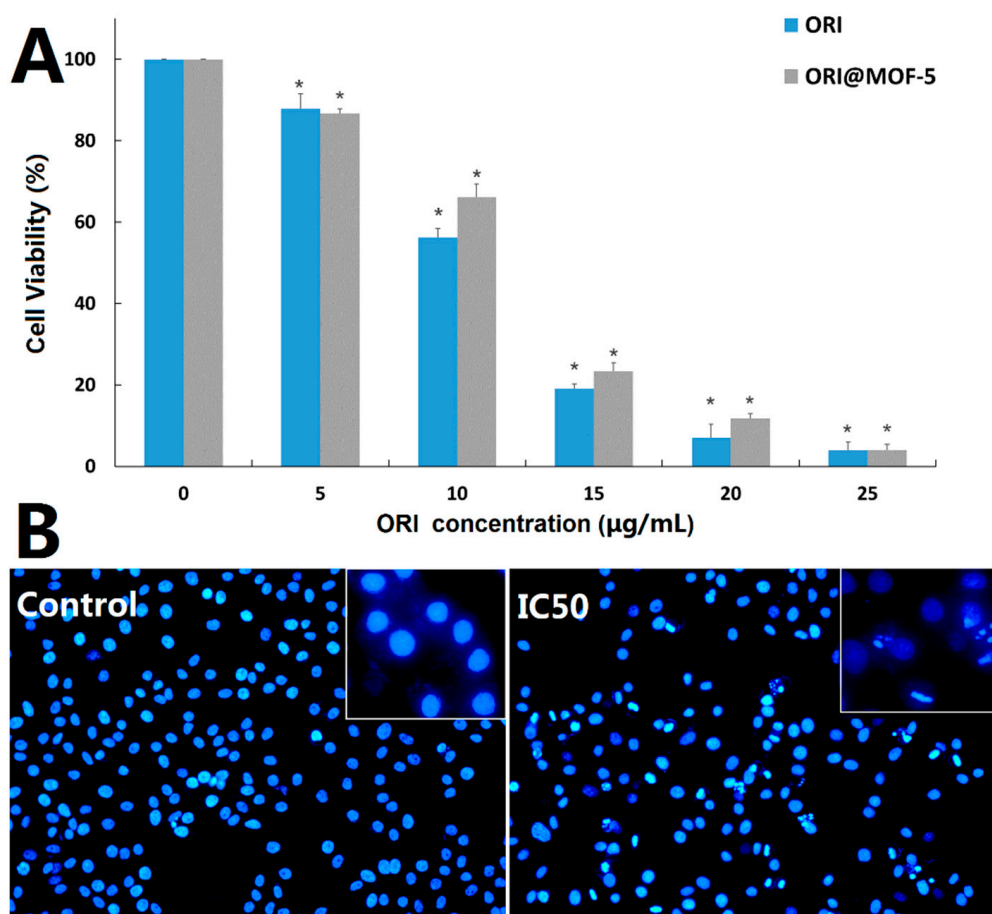 A
ORI
ORI@MOF-5
Cell Viability (%)
100
80
60
40
20
0
* *
* *
* *
* *
* *
0 5 10 15 20 25
ORI concentration (μg/mL)
B
Control
IC50